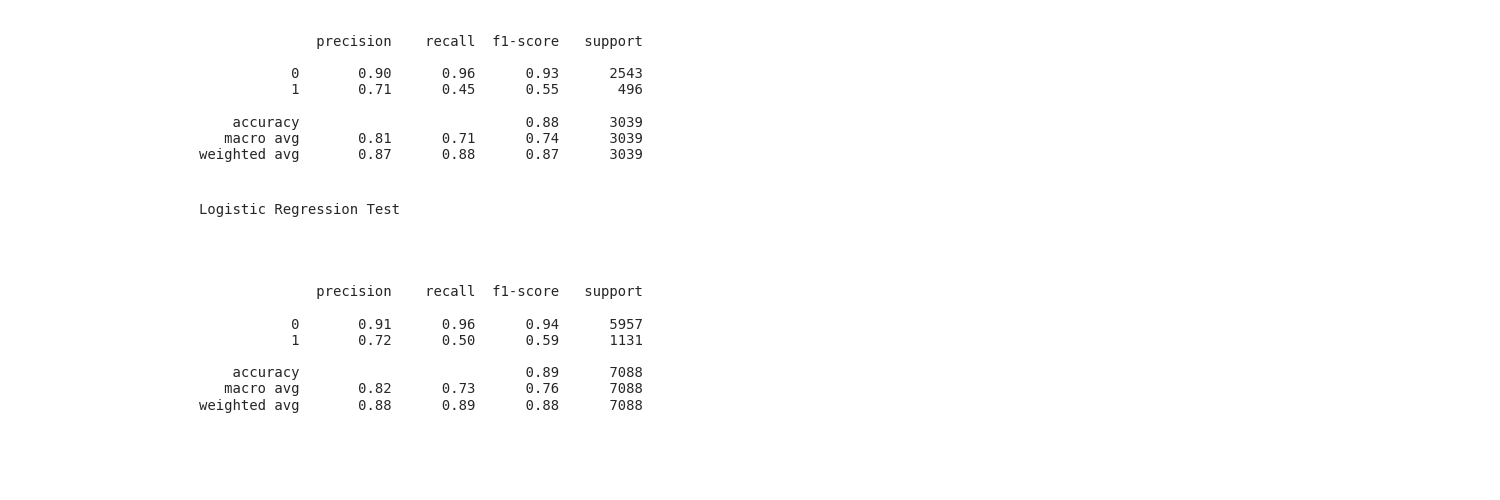 precision recall f1-score support
0 0.90 0.96 0.93 2543
1 0.71 0.45 0.55 496
accuracy 0.88 3039
macro avg 0.81 0.71 0.74 3039
weighted avg 0.87 0.88 0.87 3039
Logistic Regression Test
precision recall f1-score support
0 0.91 0.96 0.94 5957
1 0.72 0.50 0.59 1131
accuracy 0.89 7088
macro avg 0.82 0.73 0.76 7088
weighted avg 0.88 0.89 0.88 7088